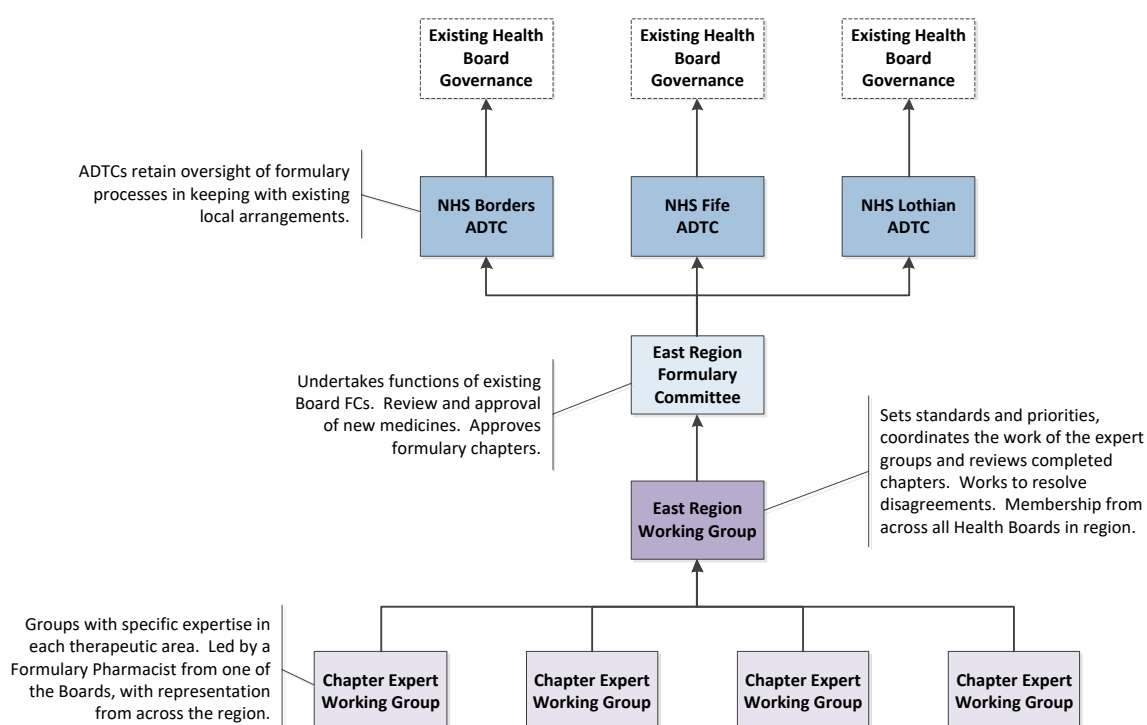 Existing Health
Board
Governance
Existing Health
Board
Governance
Existing Health
Board
Governance
ADTCs retain oversight of formulary
processes in keeping with existing
local arrangements.
NHS Borders
ADTC
NHS Fife
ADTC
NHS Lothian
ADTC
East Region
Formulary
Committee
Undertakes functions of existing
Board FCs.  Review and approval
of new medicines.  Approves
formulary chapters.
Sets standards and priorities,
coordinates the work of the expert
groups and reviews completed
chapters.  Works to resolve
disagreements.  Membership from
across all Health Boards in region.
East Region
Working Group
Groups with specific expertise in
each therapeutic area.  Led by a
Formulary Pharmacist from one of
the Boards, with representation
from across the region.
Chapter Expert
Working Group
Chapter Expert
Working Group
Chapter Expert
Working Group
Chapter Expert
Working Group